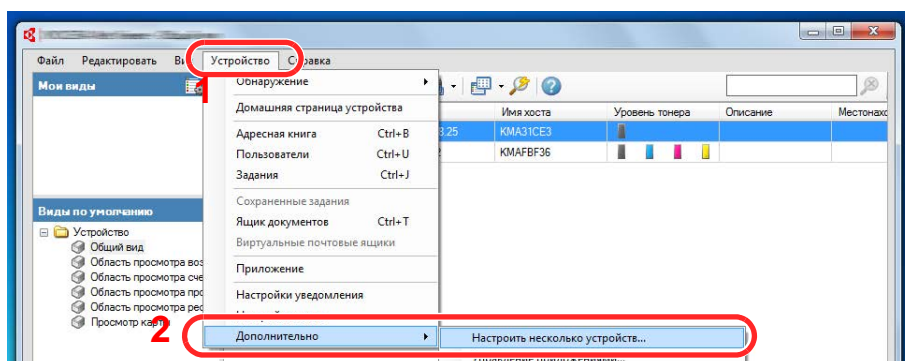 Файл Редактировать Устройство Справка
Мои виды
1
Обнаружение
Домашняя страница устройства
Имя хоста Уровень тонера Описание
Адресная книга Ctrl+B 3.25 KMA31CE3
Пользователи Ctrl+U KMAFBF36
Задания Ctrl+J
Сохраненные задания
Виды по умолчанию
Ящик документов Ctrl+T
Устройство
Виртуальные почтовые ящики
Общий вид
Область просмотра
Приложение
Область просмотра
Область просмотра
Настройки уведомления
Область просмотра
Просмотр
2
Дополнительно Настроить несколько устройств...